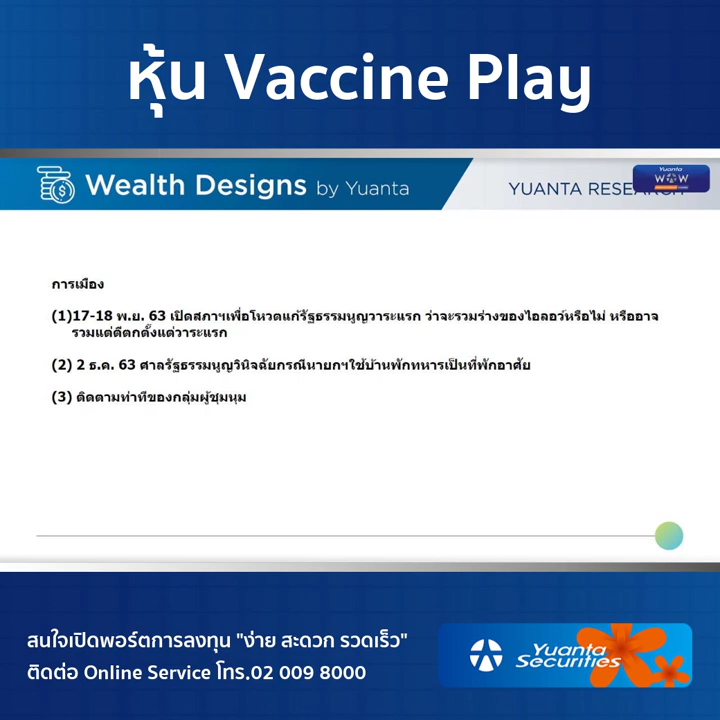 หุ้น Vaccine Play
Wealth Designs by Yuanta
YUANTA RESEARCH
Yuanta
WOW
การเมือง
(1)17-18 พ.ย. 63 เปิดสภาฯเพื่อโหวตแก้รัฐธรรมนูญวาระแรก ว่าจะรวมร่างของไอลอว์หรือไม่ หรืออาจ
รวมแต่ตีตกตั้งแต่วาระแรก
(2) 2 ธ.ค. 63 ศาลรัฐธรรมนูญวินิจฉัยกรณีนายกฯใช้บ้านพักทหารเป็นที่พักอาศัย
(3) ติดตามท่าทีของกลุ่มผู้ชุมนุม
สนใจเปิดพอร์ตการลงทุน "ง่าย สะดวก รวดเร็ว"
ติดต่อ Online Service โทร.02 009 8000
Yuanta
Securities